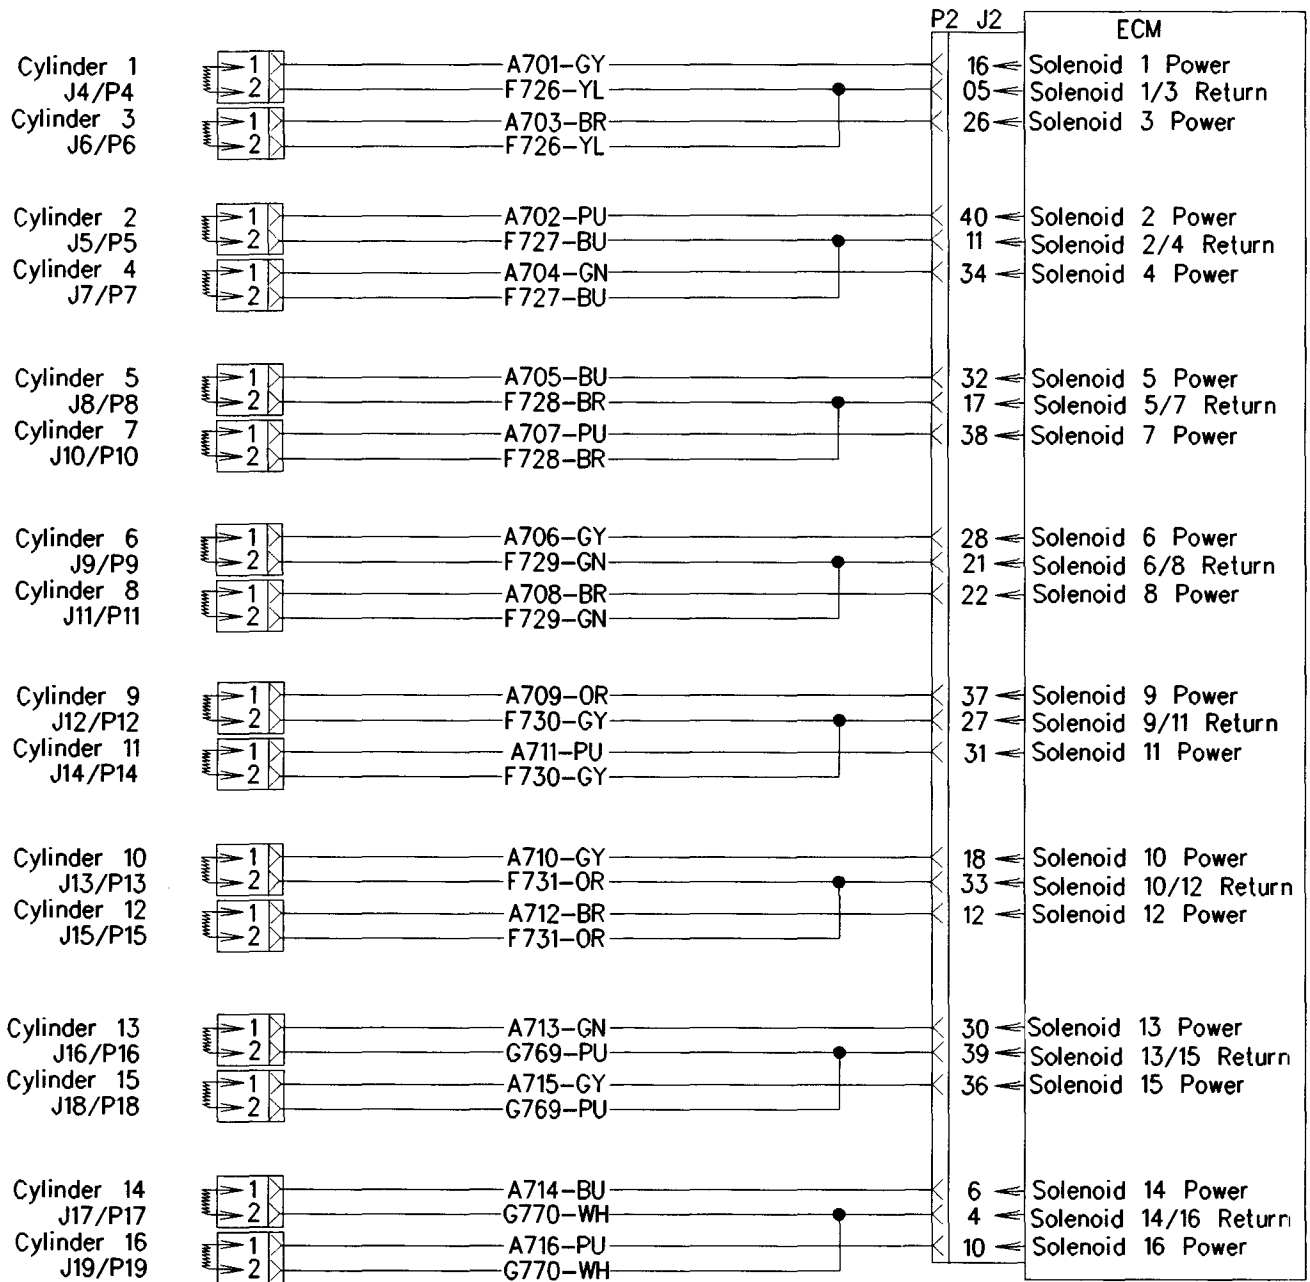 P2 J2 ECM
Cylinder 1 1 A701-GY 16 Solenoid 1 Power
J4/P4 2 F726-YL 05 Solenoid 1/3 Return
Cylinder 3 1 A703-BR 26 Solenoid 3 Power
J6/P6 2 F726-YL
Cylinder 2 1 A702-PU 40 Solenoid 2 Power
J5/P5 2 F727-BU 11 Solenoid 2/4 Return
Cylinder 4 1 A704-GN 34 Solenoid 4 Power
J7/P7 2 F727-BU
Cylinder 5 1 A705-BU 32 Solenoid 5 Power
J8/P8 2 F728-BR 17 Solenoid 5/7 Return
Cylinder 7 1 A707-PU 38 Solenoid 7 Power
J10/P10 2 F728-BR
Cylinder 6 1 A706-GY 28 Solenoid 6 Power
J9/P9 2 F729-GN 21 Solenoid 6/8 Return
Cylinder 8 1 A708-BR 22 Solenoid 8 Power
J11/P11 2 F729-GN
Cylinder 9 1 A709-OR 37 Solenoid 9 Power
J12/P12 2 F730-GY 27 Solenoid 9/11 Return
Cylinder 11 1 A711-PU 31 Solenoid 11 Power
J14/P14 2 F730-GY
Cylinder 10 1 A710-GY 18 Solenoid 10 Power
J13/P13 2 F731-OR 33 Solenoid 10/12 Return
Cylinder 12 1 A712-BR 12 Solenoid 12 Power
J15/P15 2 F731-OR
Cylinder 13 1 A713-GN 30 Solenoid 13 Power
J16/P16 2 G769-PU 39 Solenoid 13/15 Return
Cylinder 15 1 A715-GY 36 Solenoid 15 Power
J18/P18 2 G769-PU
Cylinder 14 1 A714-BU 6 Solenoid 14 Power
J17/P17 2 G770-WH 4 Solenoid 14/16 Return
Cylinder 16 1 A716-PU 10 Solenoid 16 Power
J19/P19 2 G770-WH